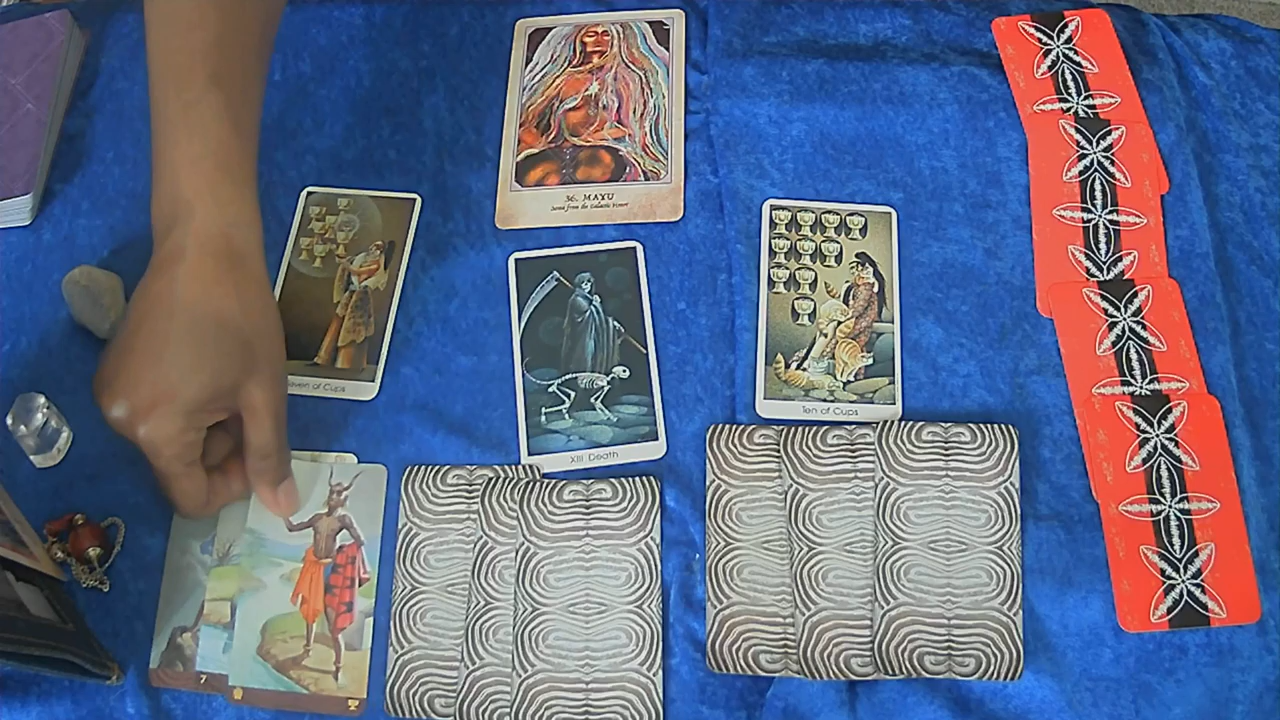 36. MAYU
Seven of Cups
XIII Death
Ten of Cups
7